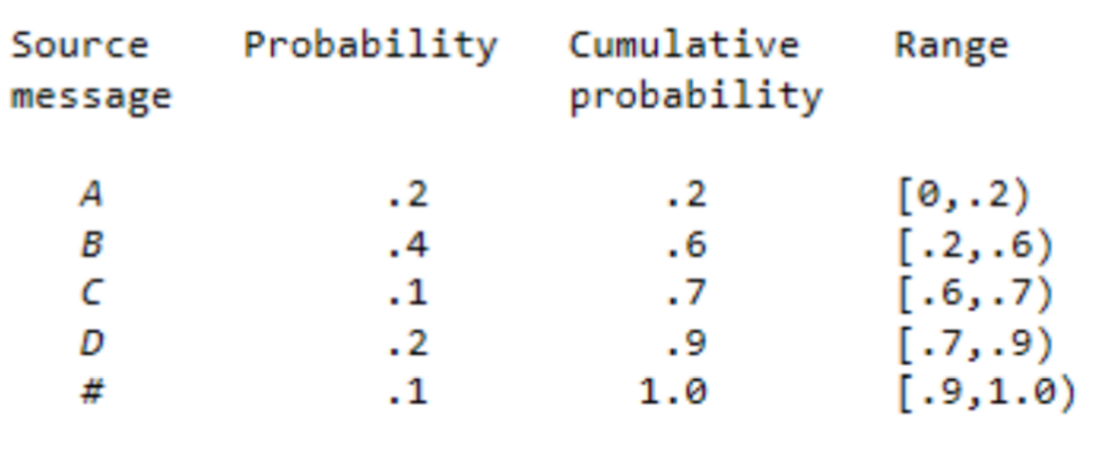 Source Probability Cumulative Range
message probability
A .2 .2 [0,.2)
B .4 .6 [.2,.6)
C .1 .7 [.6,.7)
D .2 .9 [.7,.9)
# .1 1.0 [.9,1.0)